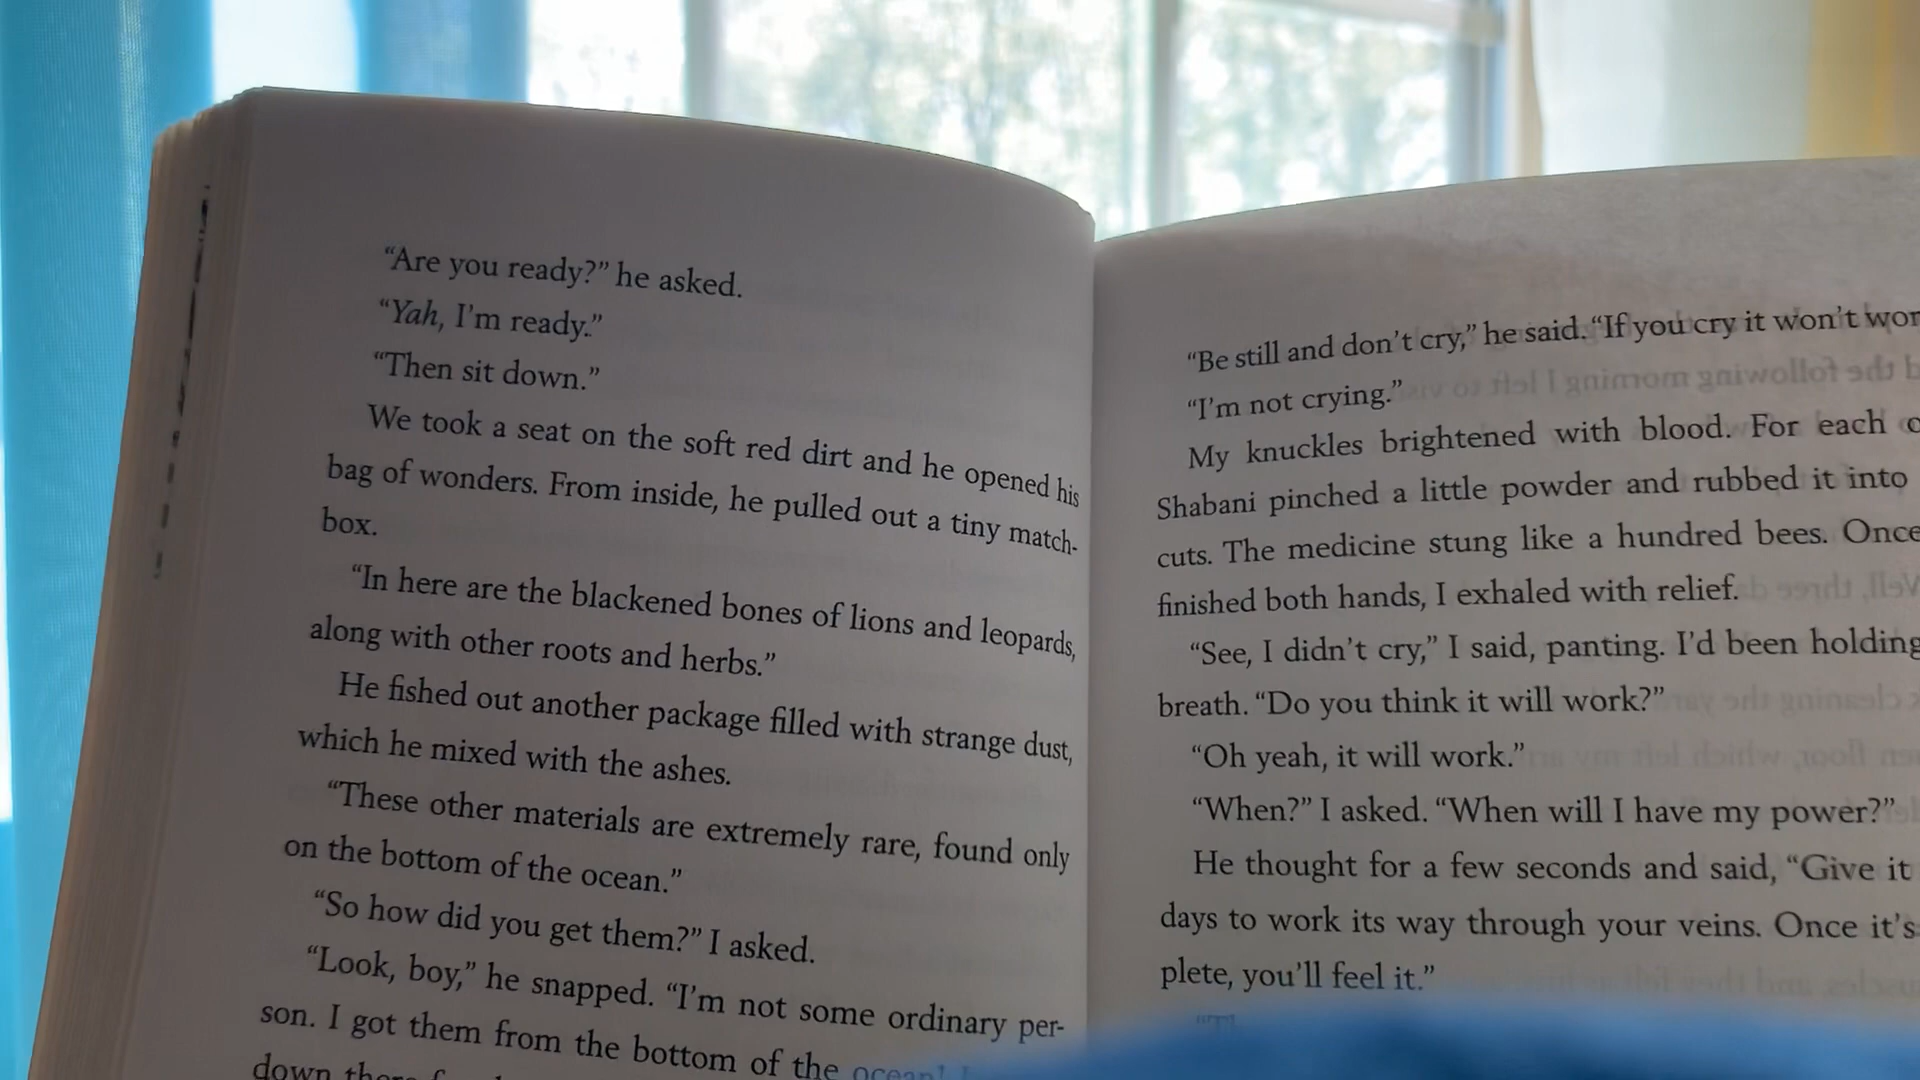 “Are you ready?” he asked.
“Yah, I’m ready.”
“Then sit down.”
We took a seat on the soft red dirt and he opened his
bag of wonders. From inside, he pulled out a tiny match-
box.
“In here are the blackened bones of lions and leopards,
along with other roots and herbs.”
He fished out another package filled with strange dust,
which he mixed with the ashes.
“These other materials are extremely rare, found only
on the bottom of the ocean.”
“So how did you get them?” I asked.
“Look, boy,” he snapped. “I’m not some ordinary per-
son. I got them from the bottom of the ocean!
down there
“Be still and don’t cry,” he said. “If you cry it won’t
“I’m not crying.”
My knuckles brightened with blood. For each
Shabani pinched a little powder and rubbed it into
cuts. The medicine stung like a hundred bees. Once
finished both hands, I exhaled with relief.
“See, I didn’t cry,” I said, panting. I’d been holding
breath. “Do you think it will work?”
“Oh yeah, it will work.”
“When?” I asked. “When will I have my power?”
He thought for a few seconds and said, “Give it
days to work its way through your veins. Once it’s
plete, you’ll feel it.”